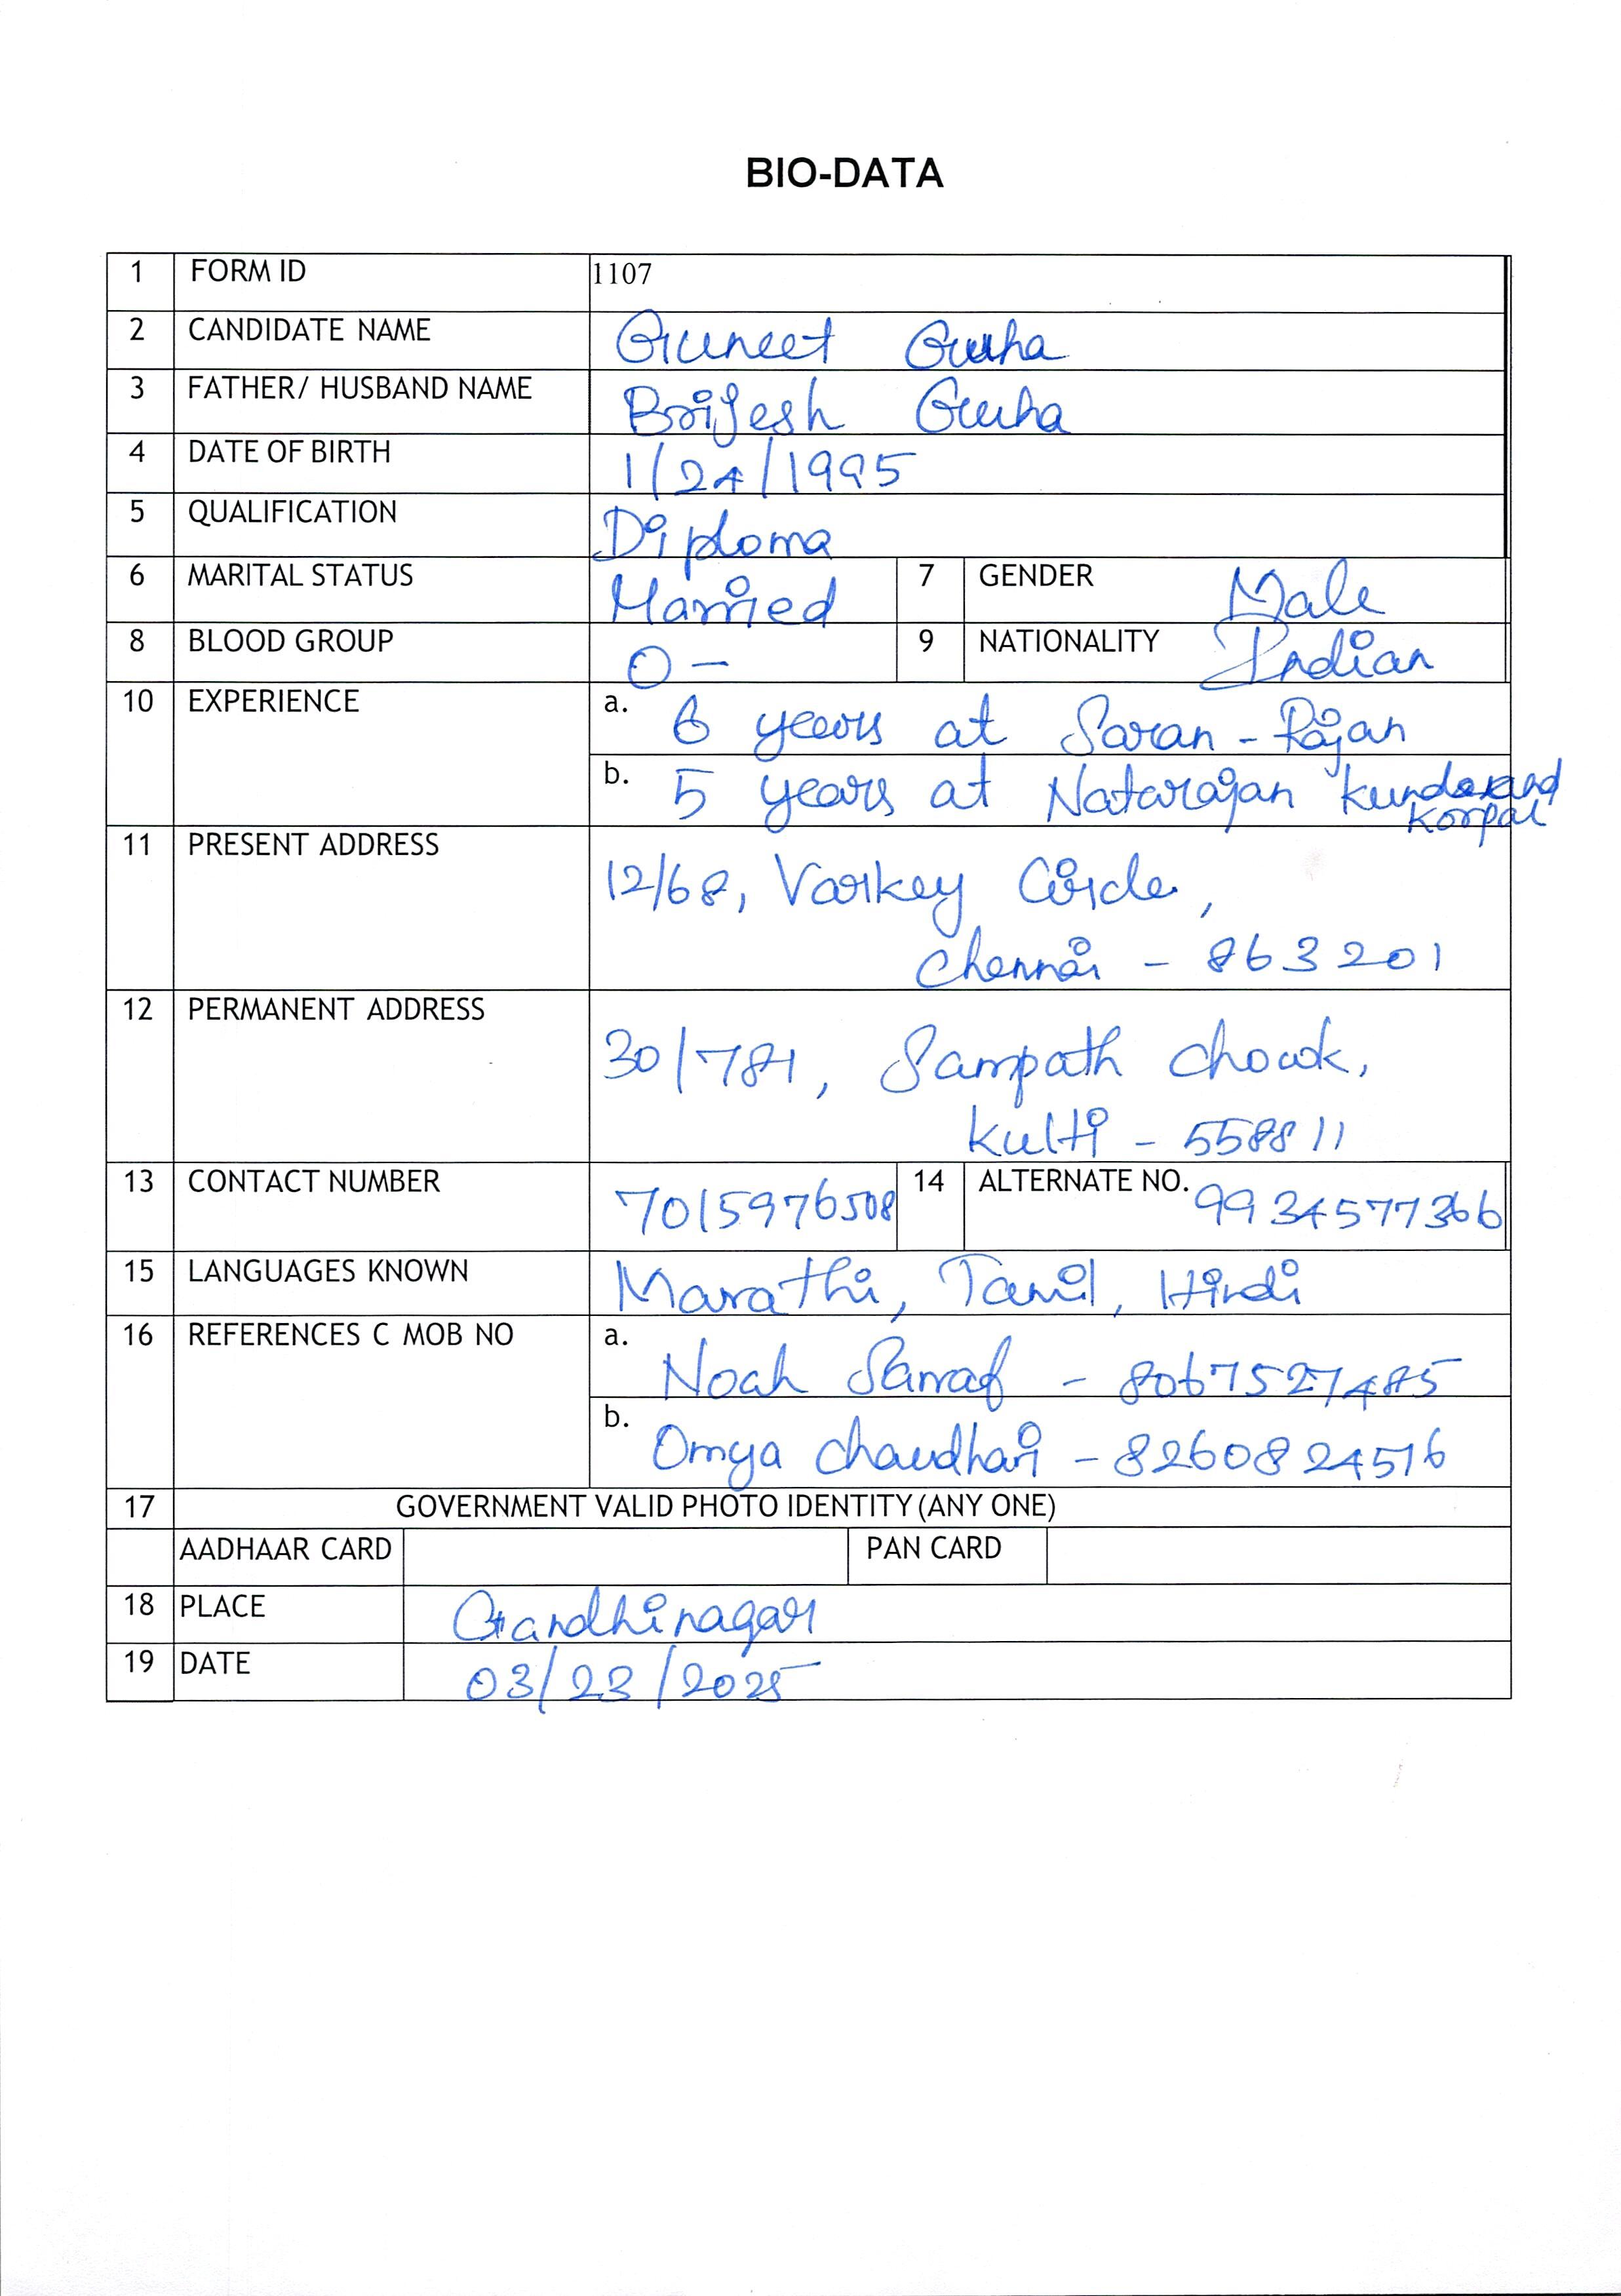 BIO-DATA
1 FORM ID 1107
2 CANDIDATE NAME Guneet Guha
3 FATHER/ HUSBAND NAME Brijesh Guha
4 DATE OF BIRTH 1/24/1995
5 QUALIFICATION Diploma
6 MARITAL STATUS Married 7 GENDER Male
8 BLOOD GROUP O- 9 NATIONALITY Indian
10 EXPERIENCE a. 6 years at Saran-Rajan
b. 5 years at Natarajan Kunda and
Korpal
11 PRESENT ADDRESS
12/68, Varkey Circle,
Chennai - 863201
12 PERMANENT ADDRESS
30/784, Sampath Chowk,
Kulti - 558811
13 CONTACT NUMBER 7015976508 14 ALTERNATE NO. 9934577366
15 LANGUAGES KNOWN Marathi, Tamil, Hindi
16 REFERENCES C MOB NO a. Noah Sarraf - 8067527485
b. Omya Chaudhari - 8260824516
17 GOVERNMENT VALID PHOTO IDENTITY (ANY ONE)
AADHAAR CARD PAN CARD
18 PLACE Gandhinagar
19 DATE 03/23/2025